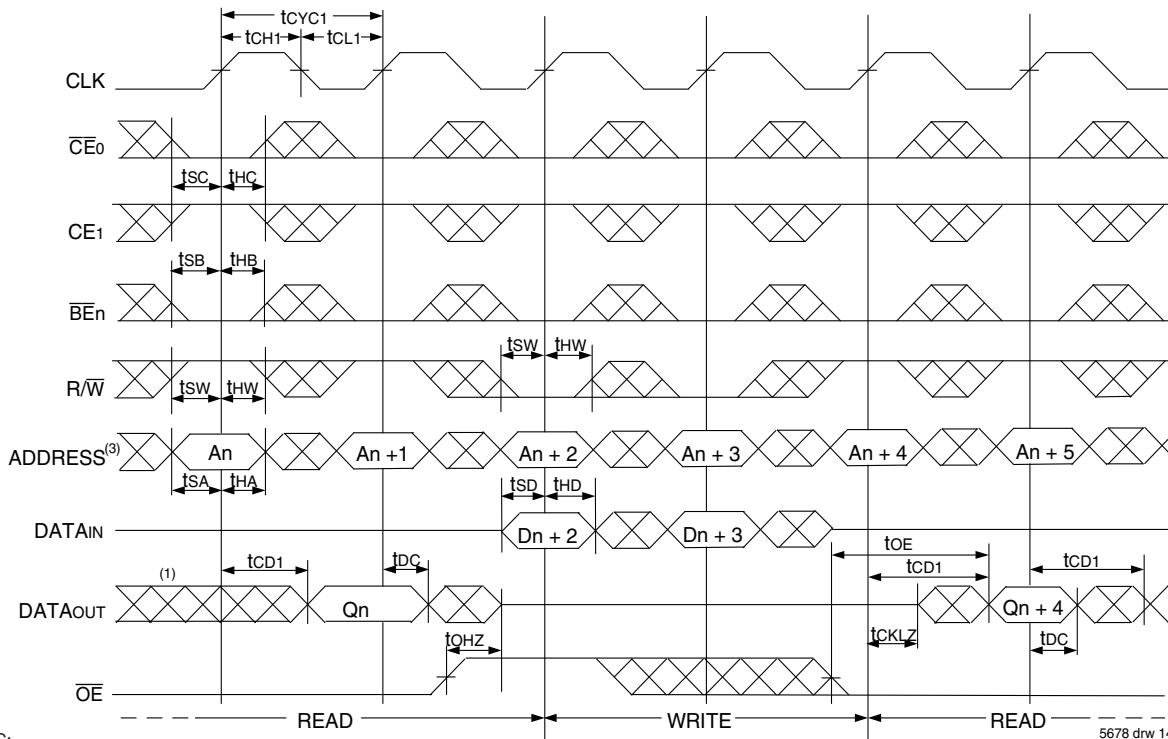 tCYC1
tCH1 tCL1
CLK
CE0
tSC tHC
CE1
tSB tHB
BEn
tSW tHW
R/W
tSW tHW
ADDRESS(3) An An +1 An + 2 An + 3 An + 4 An + 5
tSA tHA
tSD tHD
DATAIN Dn + 2 Dn + 3
tOE
(1) tCD1 tDC tCD1 tCD1
DATAOUT Qn Qn + 4
tOHZ tCKLZ tDC
OE
READ WRITE READ
5678 drw 14